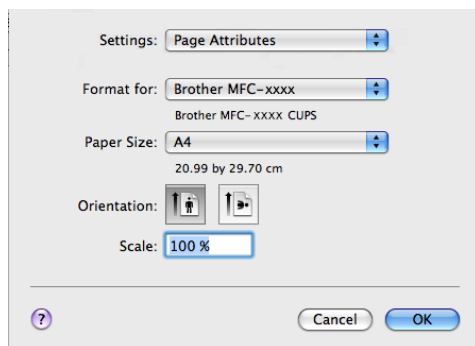 Settings: Page Attributes
Format for: Brother MFC-xxxx
Brother MFC-XXXX CUPS
Paper Size: A4
20.99 by 29.70 cm
Orientation:
Scale: 100 %
? Cancel OK